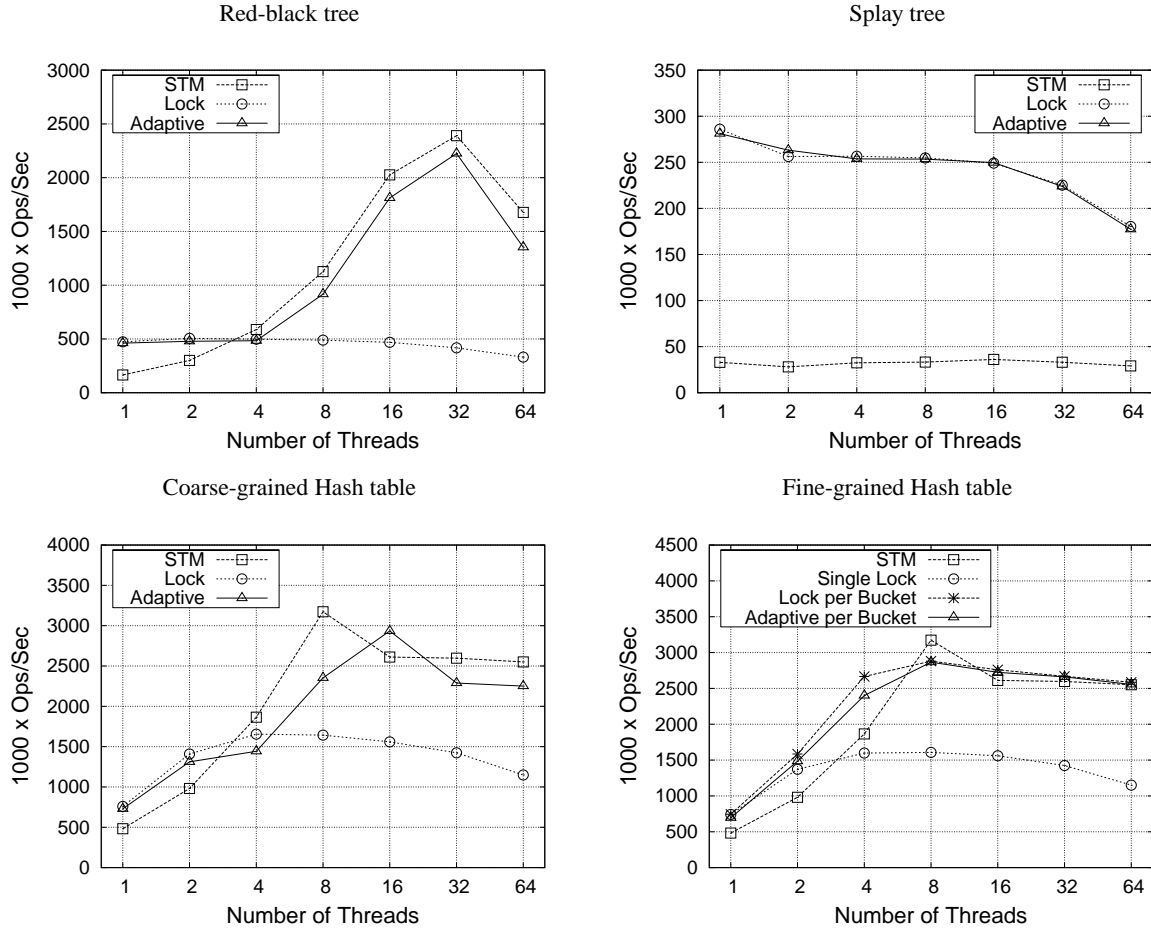 Red-black tree
3000
2500
2000
1500
1000
500
0
1000 x Ops/Sec
STM
Lock
Adaptive
1 2 4 8 16 32 64
Number of Threads
Splay tree
350
300
250
200
150
100
50
0
1000 x Ops/Sec
STM
Lock
Adaptive
1 2 4 8 16 32 64
Number of Threads
Coarse-grained Hash table
4000
3500
3000
2500
2000
1500
1000
500
0
1000 x Ops/Sec
STM
Lock
Adaptive
1 2 4 8 16 32 64
Number of Threads
Fine-grained Hash table
4500
4000
3500
3000
2500
2000
1500
1000
500
0
1000 x Ops/Sec
STM
Single Lock
Lock per Bucket
Adaptive per Bucket
1 2 4 8 16 32 64
Number of Threads